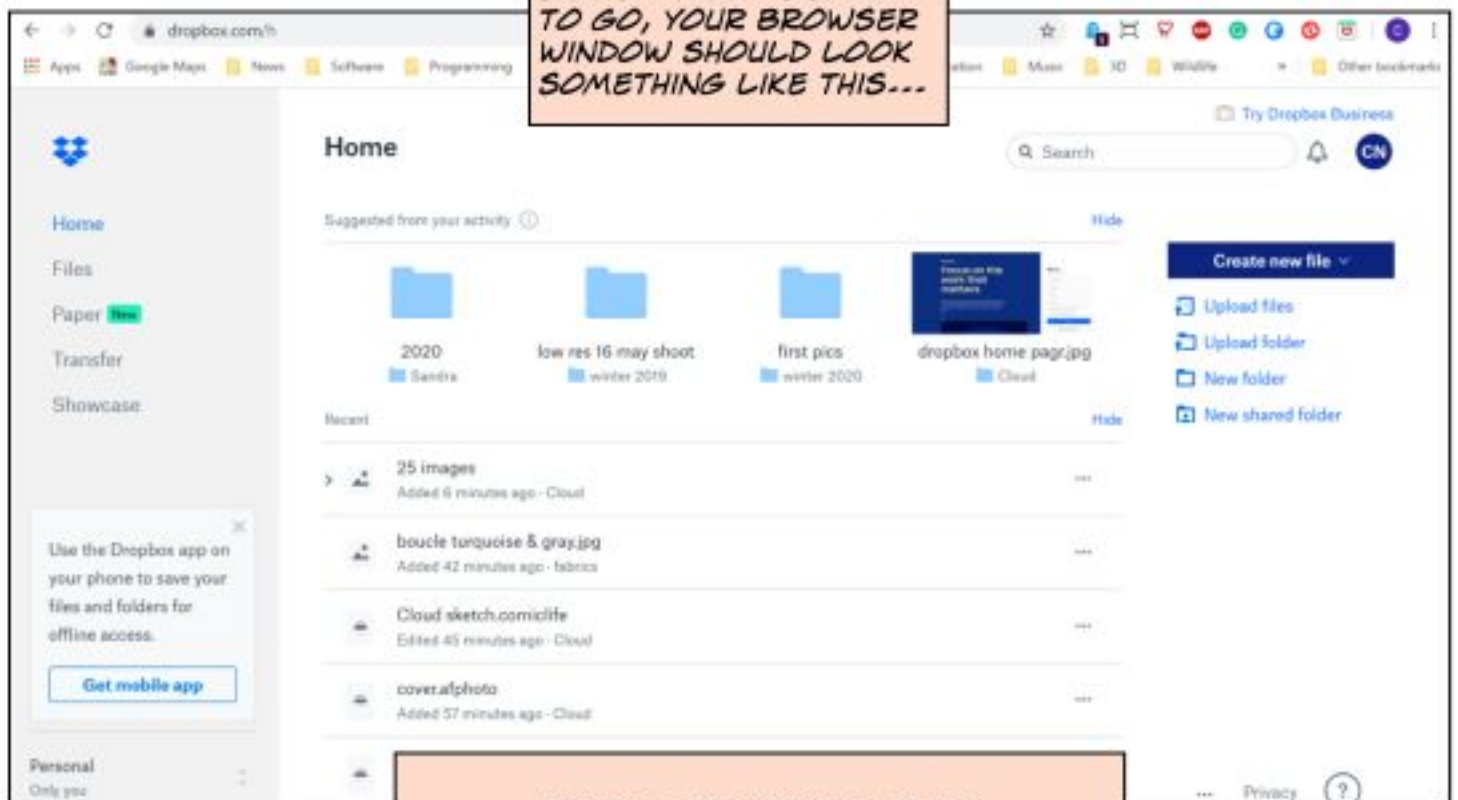 TO GO, YOUR BROWSER
WINDOW SHOULD LOOK
SOMETHING LIKE THIS...
dropbox.com/h
Apps Google Maps News Software Programming Music 3D Wildlife » Other bookmarks
Try Dropbox Business
Home
Search
CN
Home
Files
Paper New
Transfer
Showcase
Suggested from your activity
Hide
2020
Sandra
low res 16 may shoot
winter 2019
first pics
winter 2020
Focus on the
work that
matters
dropbox home pagr.jpg
Cloud
Create new file
Upload files
Upload folder
New folder
New shared folder
Recent
Hide
25 images
Added 6 minutes ago · Cloud
boucle turquoise & gray.jpg
Added 42 minutes ago · fabrics
Cloud sketch.comiclife
Edited 45 minutes ago · Cloud
cover.afphoto
Added 57 minutes ago · Cloud
Use the Dropbox app on
your phone to save your
files and folders for
offline access.
Get mobile app
Personal
Only you
... Privacy ?